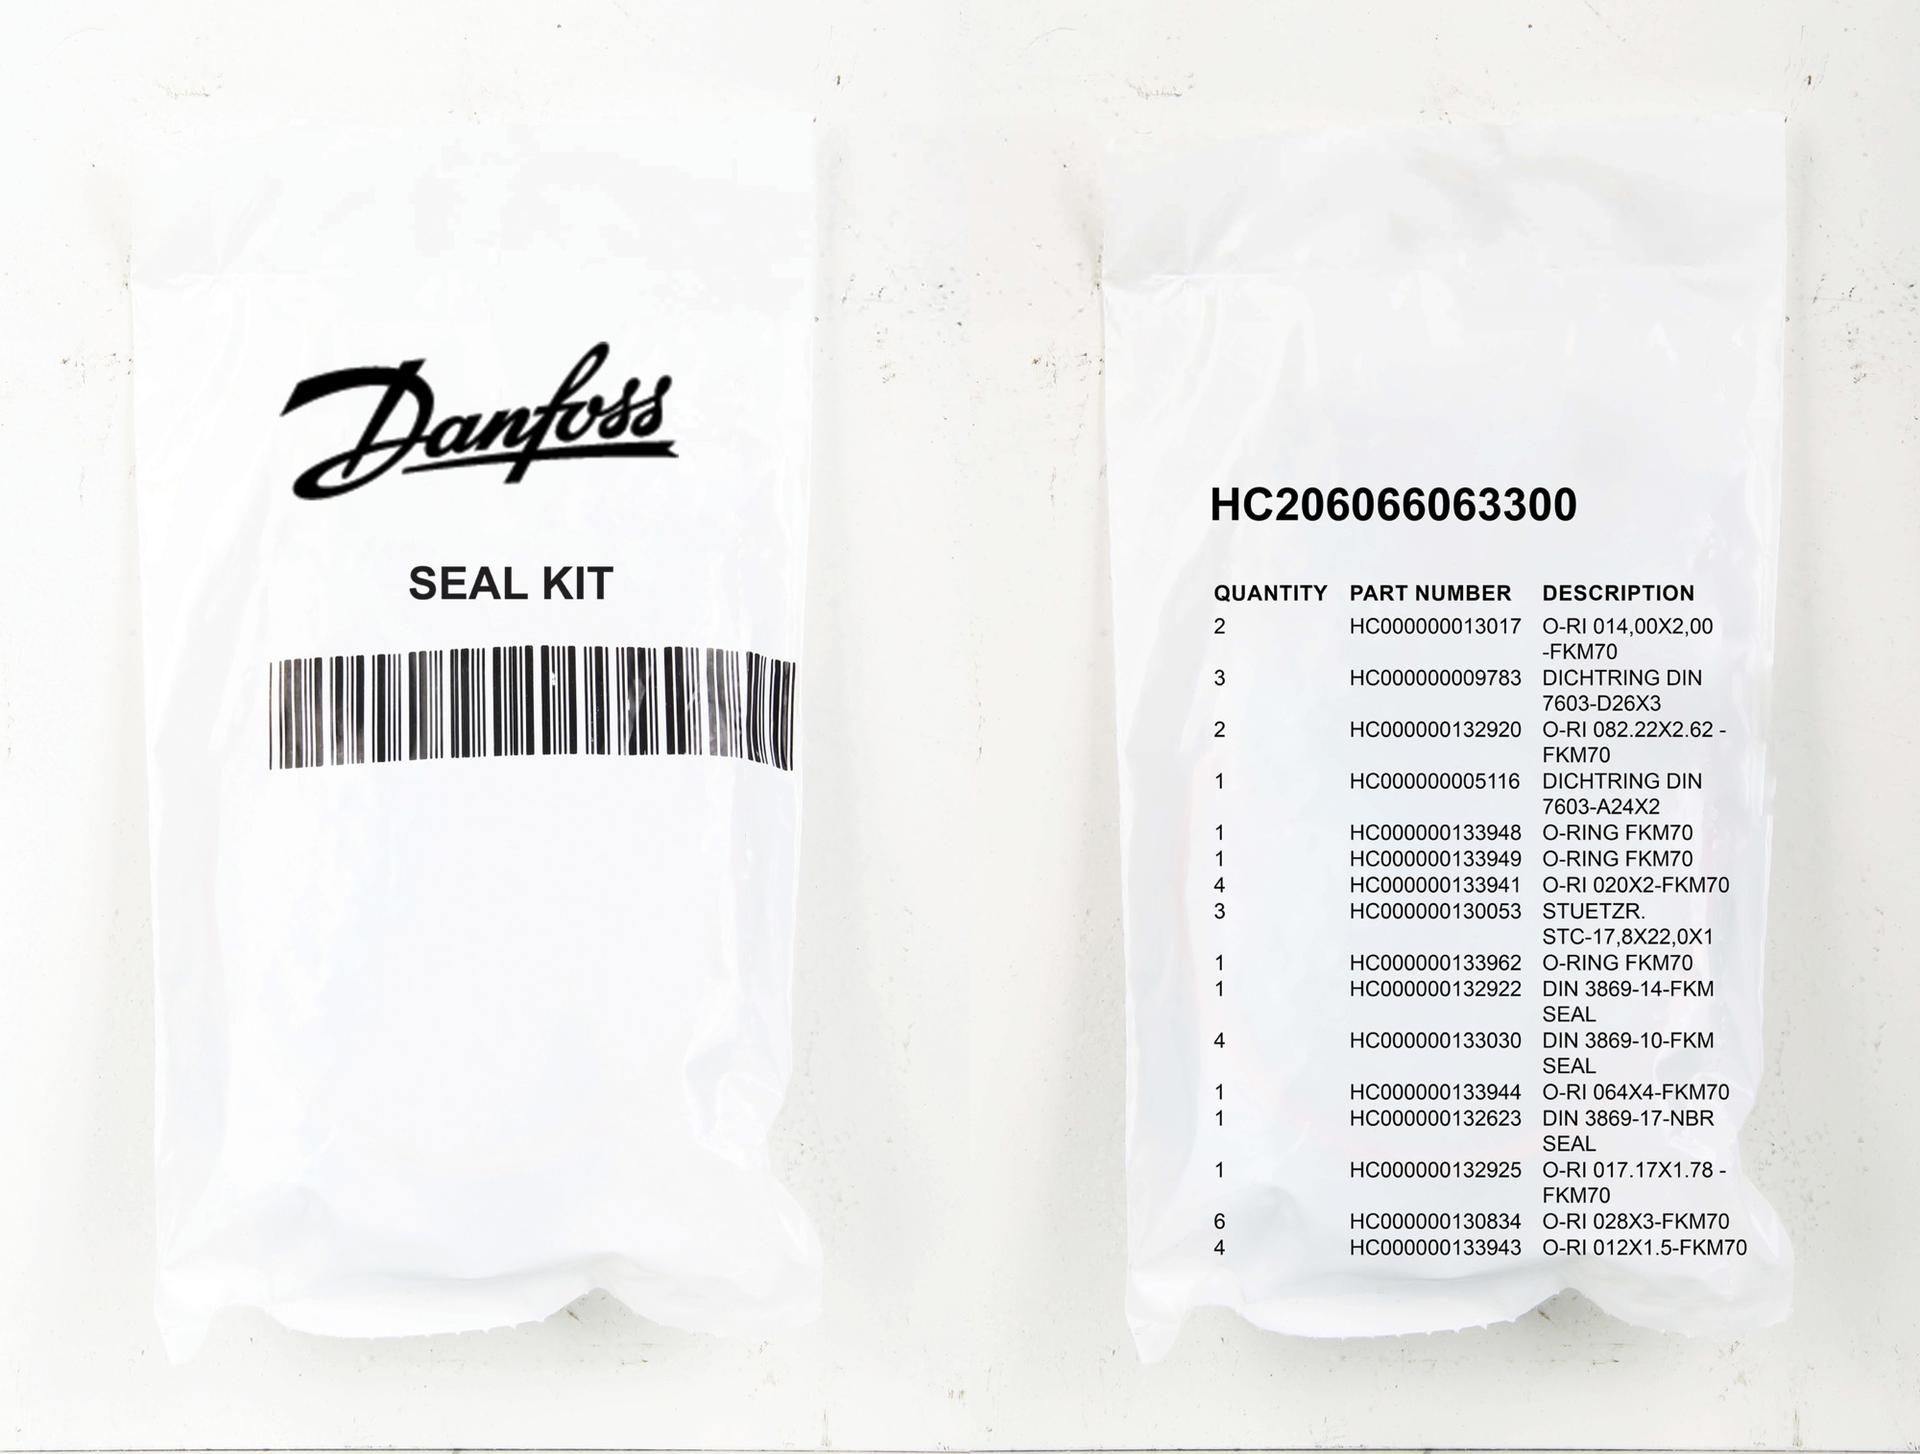 Danfoss
SEAL KIT
HC206066063300
QUANTITY PART NUMBER DESCRIPTION
2 HC000000013017 O-RI 014,00X2,00
-FKM70
3 HC000000009783 DICHTRING DIN
7603-D26X3
2 HC000000132920 O-RI 082.22X2.62 -
FKM70
1 HC000000005116 DICHTRING DIN
7603-A24X2
1 HC000000133948 O-RING FKM70
1 HC000000133949 O-RING FKM70
4 HC000000133941 O-RI 020X2-FKM70
3 HC000000130053 STUETZR.
STC-17,8X22,0X1
1 HC000000133962 O-RING FKM70
1 HC000000132922 DIN 3869-14-FKM
SEAL
4 HC000000133030 DIN 3869-10-FKM
SEAL
1 HC000000133944 O-RI 064X4-FKM70
1 HC000000132623 DIN 3869-17-NBR
SEAL
1 HC000000132925 O-RI 017.17X1.78 -
FKM70
6 HC000000130834 O-RI 028X3-FKM70
4 HC000000133943 O-RI 012X1.5-FKM70